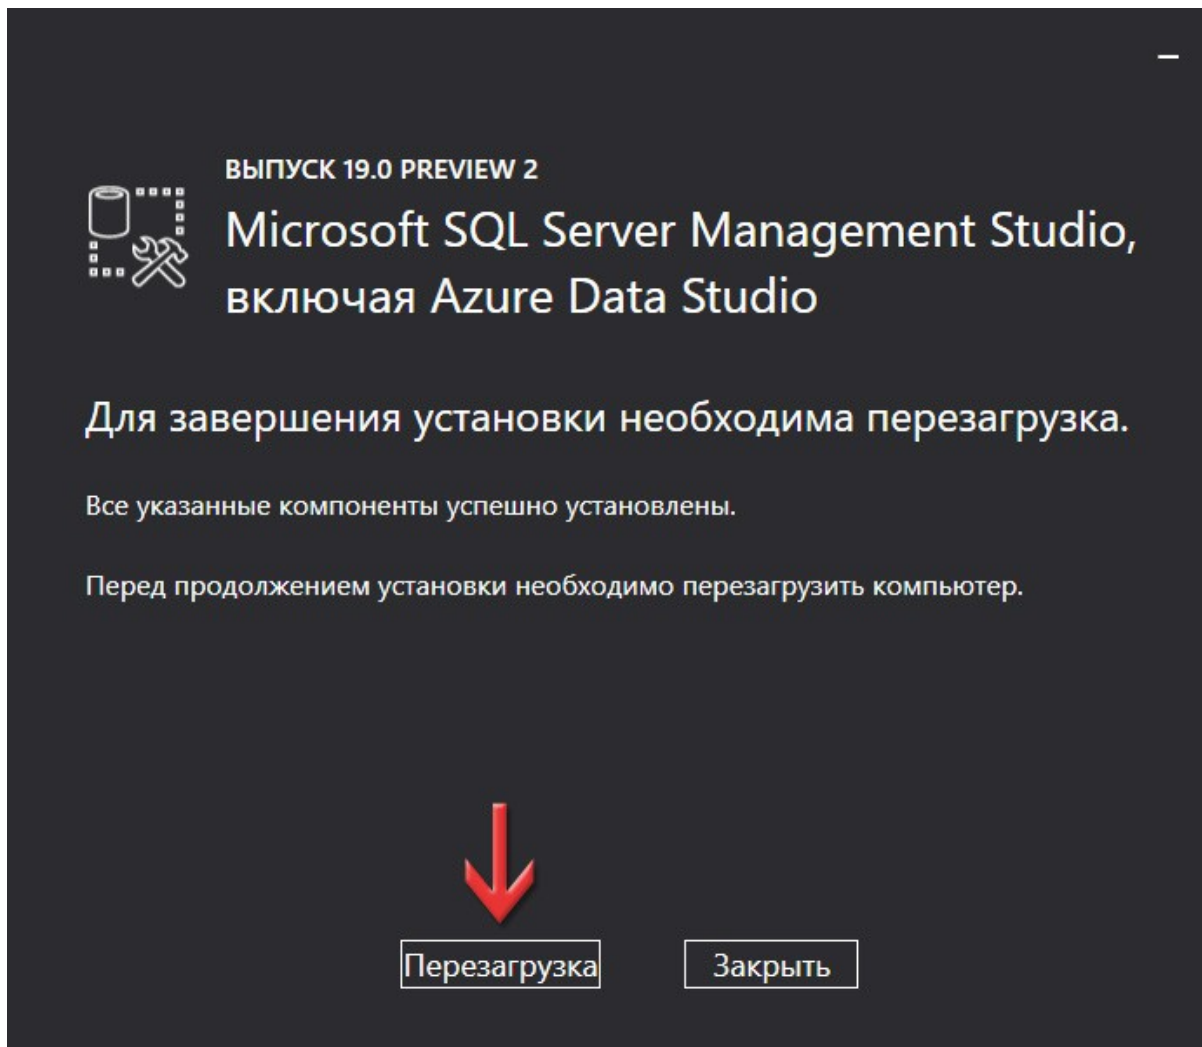 ВЫПУСК 19.0 PREVIEW 2
Microsoft SQL Server Management Studio,
включая Azure Data Studio
Для завершения установки необходима перезагрузка.
Все указанные компоненты успешно установлены.
Перед продолжением установки необходимо перезагрузить компьютер.
Перезагрузка
Закрыть